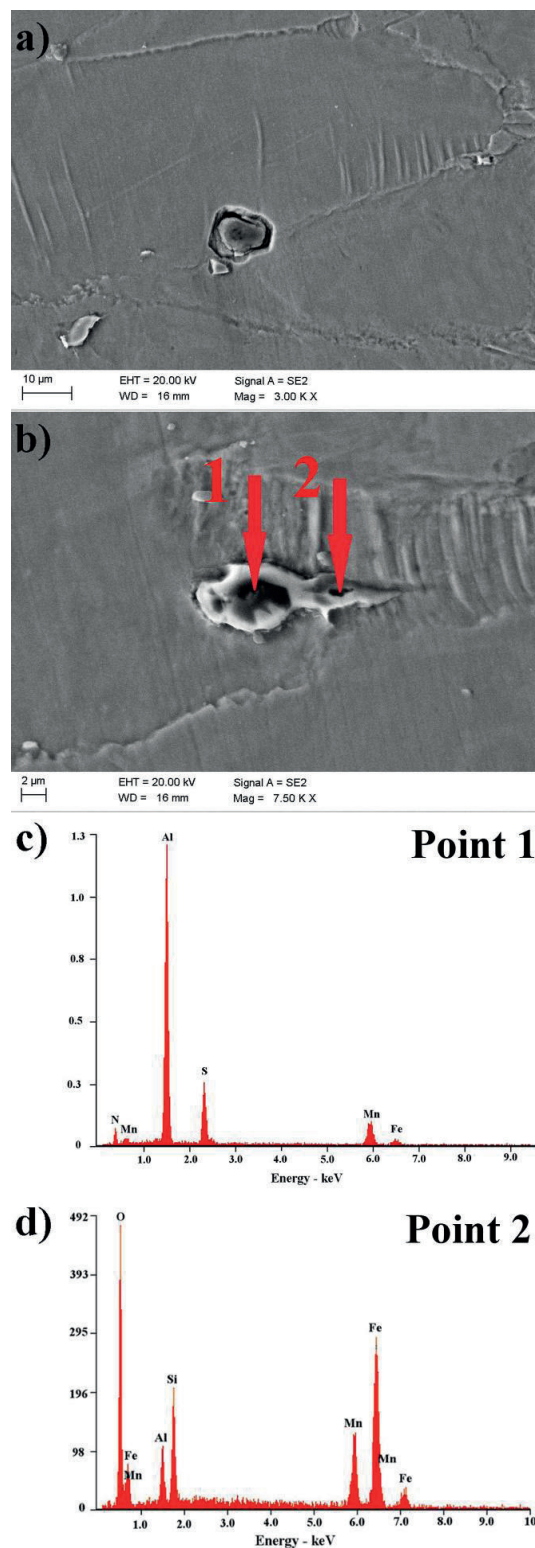 a)
10 µm
EHT = 20.00 kV
Signal A = SE2
WD = 16 mm
Mag = 3.00 K X
b)
1 2
2 µm
EHT = 20.00 kV
Signal A = SE2
WD = 16 mm
Mag = 7.50 K X
c)
Point 1
1.3
Al
1.0
0.8
0.5
0.3
S
N
Mn
Mn
Fe
0
1.0 2.0 3.0 4.0 5.0 6.0 7.0 8.0 9.0
Energy - keV
d)
Point 2
492
O
393
295
Fe
196
Si
Mn
98
Al
Fe
Mn
Mn
Fe
0
1.0 2.0 3.0 4.0 5.0 6.0 7.0 8.0 9.0 10
Energy - keV